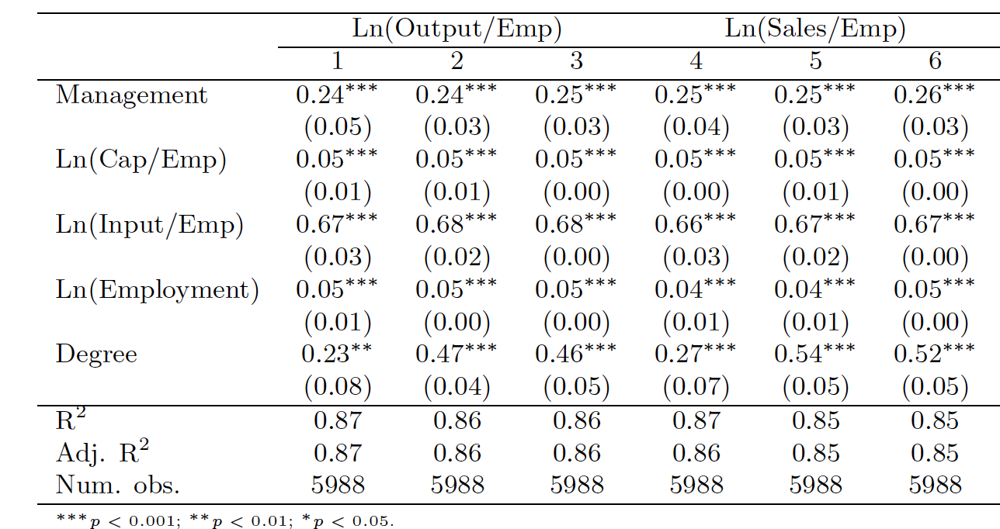 Ln(Output/Emp) Ln(Sales/Emp)
1 2 3 4 5 6
Management 0.24*** 0.24*** 0.25*** 0.25*** 0.25*** 0.26***
(0.05) (0.03) (0.03) (0.04) (0.03) (0.03)
Ln(Cap/Emp) 0.05*** 0.05*** 0.05*** 0.05*** 0.05*** 0.05***
(0.01) (0.01) (0.00) (0.00) (0.01) (0.00)
Ln(Input/Emp) 0.67*** 0.68*** 0.68*** 0.66*** 0.67*** 0.67***
(0.03) (0.02) (0.00) (0.03) (0.02) (0.00)
Ln(Employment) 0.05*** 0.05*** 0.05*** 0.04*** 0.04*** 0.05***
(0.01) (0.00) (0.00) (0.01) (0.01) (0.00)
Degree 0.23** 0.47*** 0.46*** 0.27*** 0.54*** 0.52***
(0.08) (0.04) (0.05) (0.07) (0.05) (0.05)
R² 0.87 0.86 0.86 0.87 0.85 0.85
Adj. R² 0.87 0.86 0.86 0.86 0.85 0.85
Num. obs. 5988 5988 5988 5988 5988 5988
***p < 0.001; **p < 0.01; *p < 0.05.